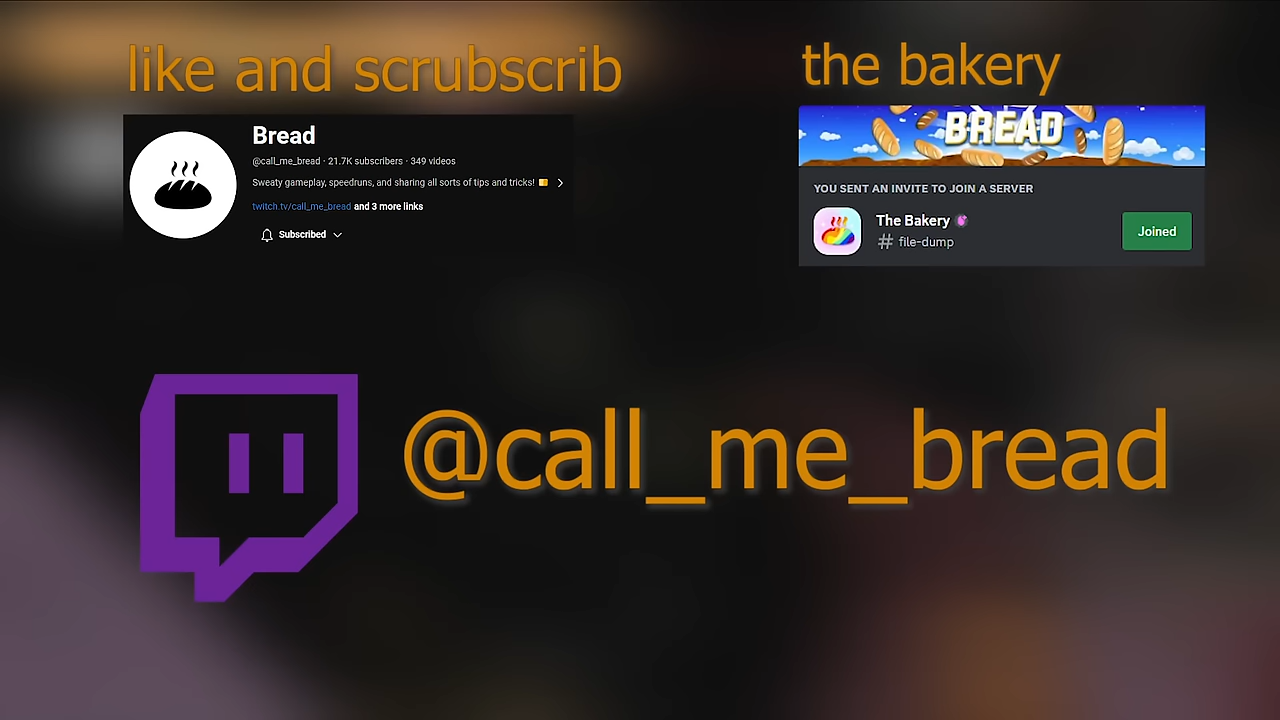 like and scrubscrib
Bread
@call_me_bread · 21.7K subscribers · 349 videos
Sweaty gameplay, speedruns, and sharing all sorts of tips and tricks!
twitch.tv/call_me_bread and 3 more links
Subscribed
the bakery
BREAD
YOU SENT AN INVITE TO JOIN A SERVER
The Bakery
# file-dump
Joined
@call_me_bread